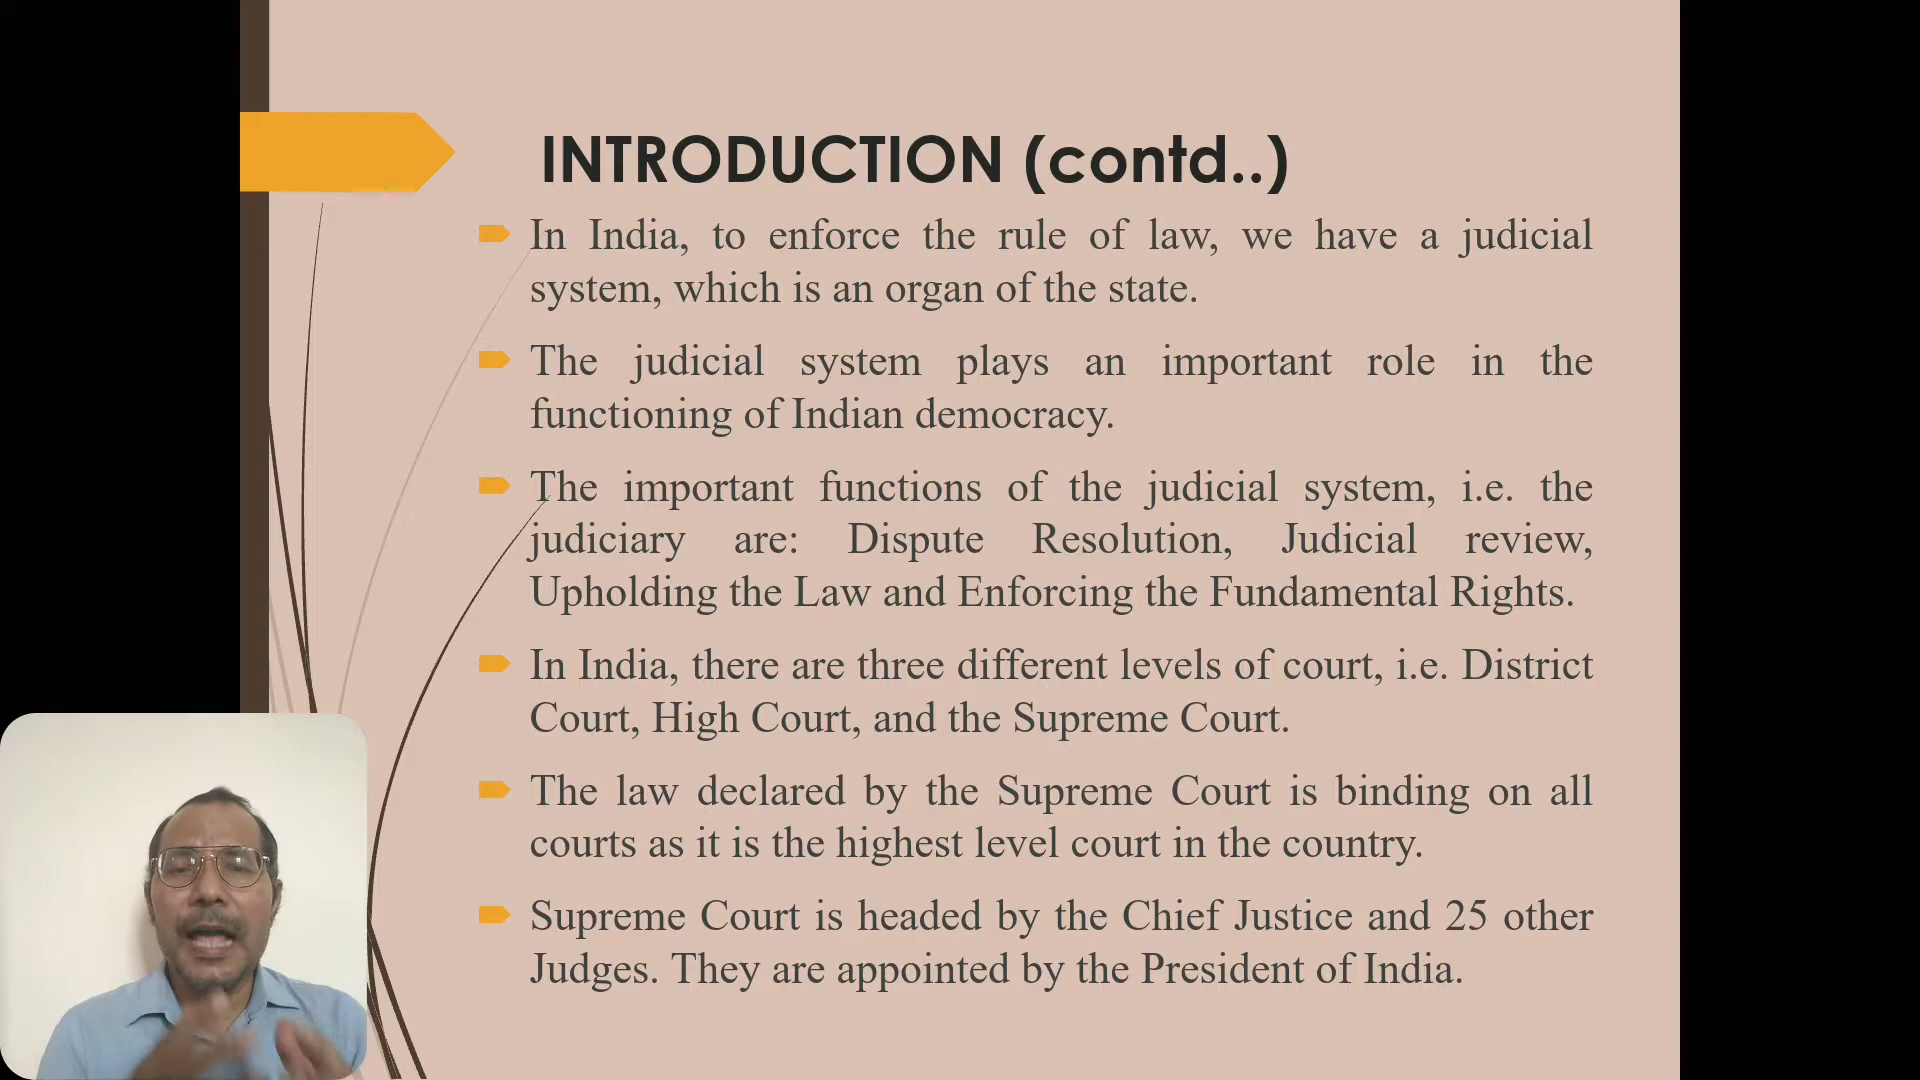 INTRODUCTION (contd..)
In India, to enforce the rule of law, we have a judicial
system, which is an organ of the state.
The judicial system plays an important role in the
functioning of Indian democracy.
The important functions of the judicial system, i.e. the
judiciary are: Dispute Resolution, Judicial review,
Upholding the Law and Enforcing the Fundamental Rights.
In India, there are three different levels of court, i.e. District
Court, High Court, and the Supreme Court.
The law declared by the Supreme Court is binding on all
courts as it is the highest level court in the country.
Supreme Court is headed by the Chief Justice and 25 other
Judges. They are appointed by the President of India.